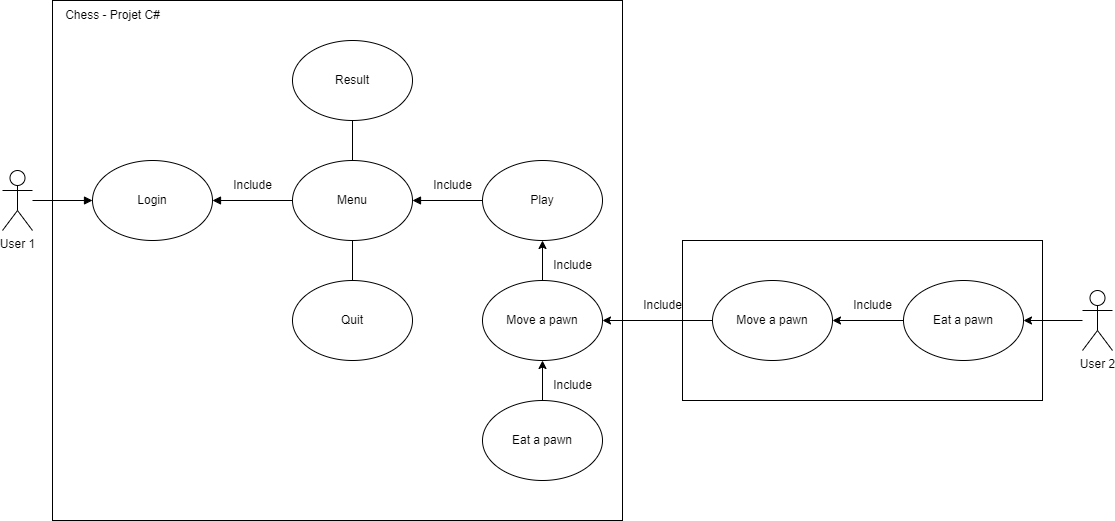 Chess - Projet C#
Result
User 1
Login
Include
Menu
Include
Play
Quit
Include
Move a pawn
Include
Eat a pawn
Include
Move a pawn
Include
Eat a pawn
User 2